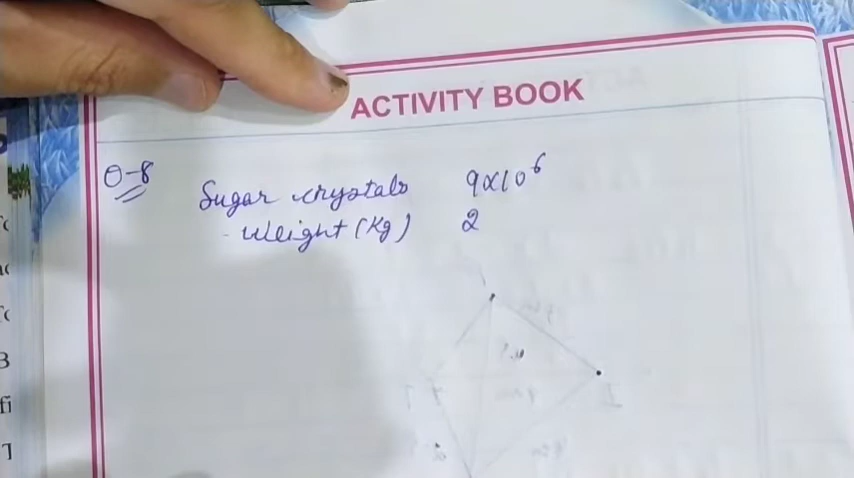 ACTIVITY BOOK
Q-8
Sugar crystals 9x10⁶
Weight (Kg) 2